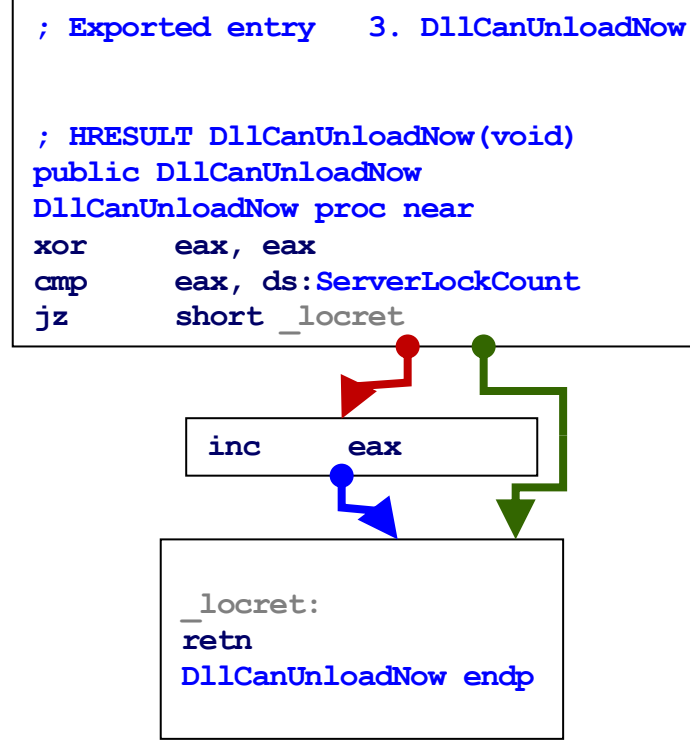 ; Exported entry   3. DllCanUnloadNow
; HRESULT DllCanUnloadNow(void)
public DllCanUnloadNow
DllCanUnloadNow proc near
xor     eax, eax
cmp     eax, ds:ServerLockCount
jz      short _locret
inc     eax
_locret:
retn
DllCanUnloadNow endp